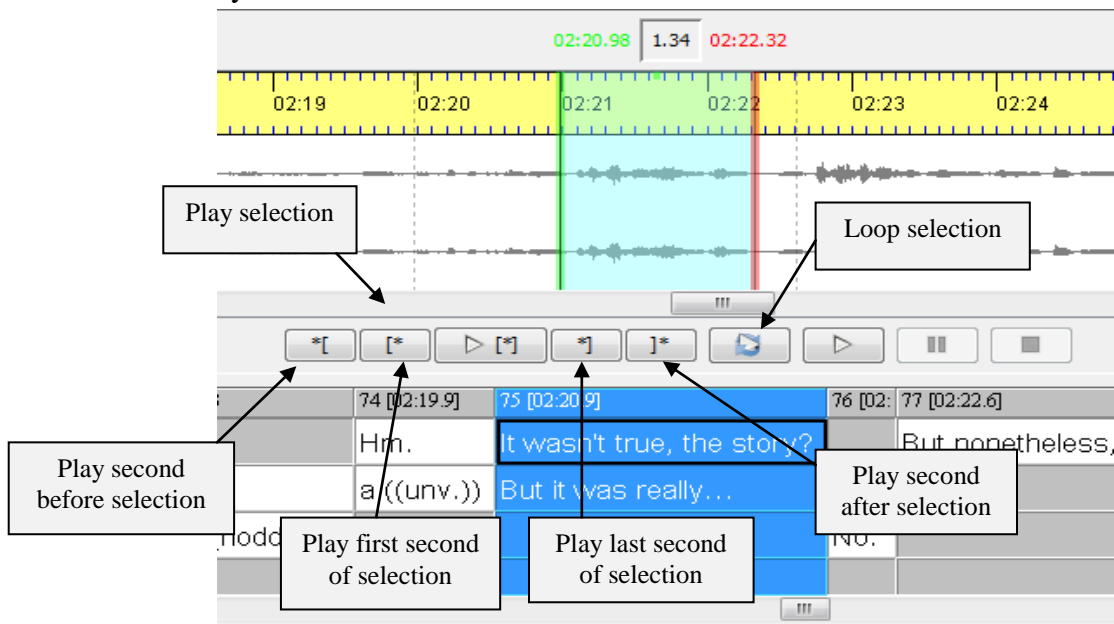 02:20.98 1.34 02:22.32
02:19 02:20 02:21 02:22 02:23 02:24
Play selection
Loop selection
*[ [* [*] *] ]*
74 [02:19.9] 75 [02:20.9] 76 [02: 77 [02:22.6]
Hm. It wasn't true, the story? But nonetheless,
a ((unv.)) But it was really...
No.
Play second
before selection
Play first second
of selection
Play last second
of selection
Play second
after selection